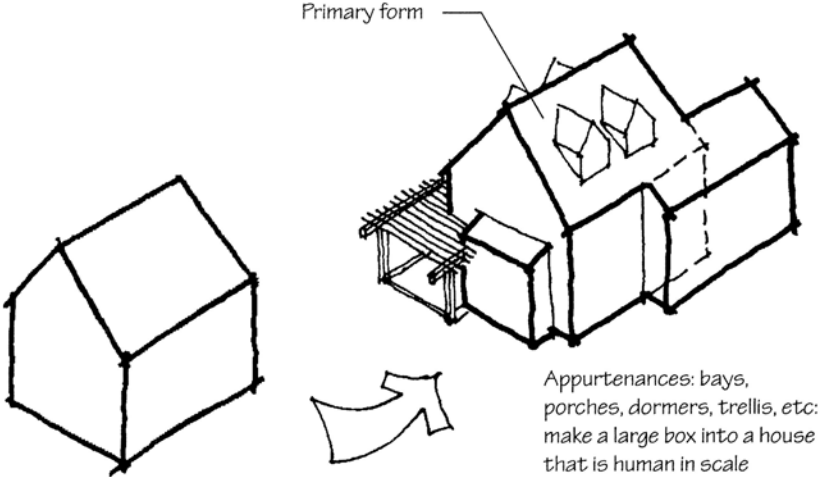 Primary form
Appurtenances: bays,
porches, dormers, trellis, etc:
make a large box into a house
that is human in scale